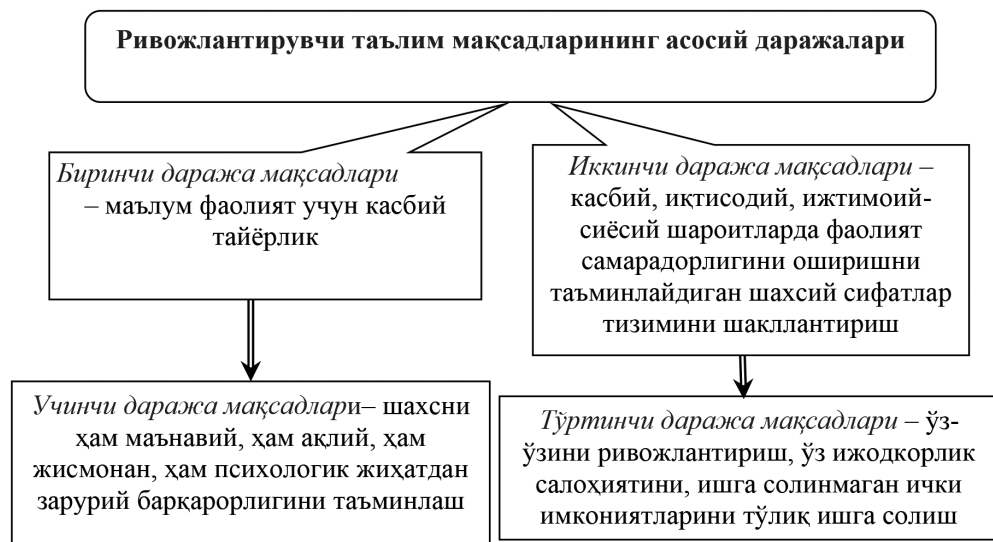 Ривожлантирувчи таълим мақсадларининг асосий даражалари
Биринчи даража мақсадлари
– маълум фаолият учун касбий
тайёрлик
Иккинчи даража мақсадлари –
касбий, иқтисодий, ижтимоий-
сиёсий шароитларда фаолият
самарадорлигини оширишни
таъминлайдиган шахсий сифатлар
тизимини шакллантириш
Учинчи даража мақсадлари– шахсни
ҳам маънавий, ҳам ақлий, ҳам
жисмонан, ҳам психологик жиҳатдан
зарурий барқарорлигини таъминлаш
Тўртинчи даража мақсадлари – ўз-
ўзини ривожлантириш, ўз ижодкорлик
салоҳиятини, ишга солинмаган ички
имкониятларини тўлиқ ишга солиш